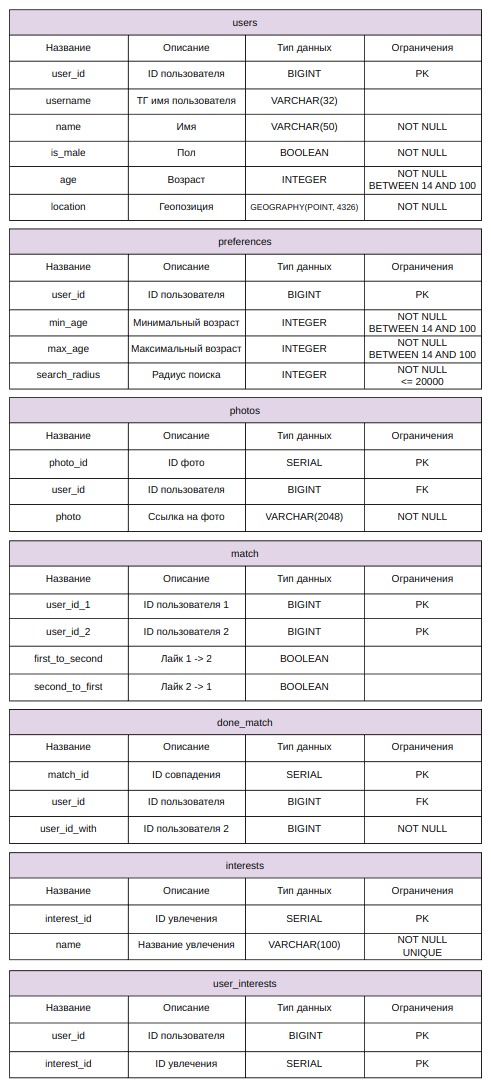 users
Название Описание Тип данных Ограничения
user_id ID пользователя BIGINT PK
username ТГ имя пользователя VARCHAR(32)
name Имя VARCHAR(50) NOT NULL
is_male Пол BOOLEAN NOT NULL
age Возраст INTEGER NOT NULL
BETWEEN 14 AND 100
location Геопозиция GEOGRAPHY(POINT, 4326) NOT NULL
preferences
Название Описание Тип данных Ограничения
user_id ID пользователя BIGINT PK
min_age Минимальный возраст INTEGER NOT NULL
BETWEEN 14 AND 100
max_age Максимальный возраст INTEGER NOT NULL
BETWEEN 14 AND 100
search_radius Радиус поиска INTEGER NOT NULL
<= 20000
photos
Название Описание Тип данных Ограничения
photo_id ID фото SERIAL PK
user_id ID пользователя BIGINT FK
photo Ссылка на фото VARCHAR(2048) NOT NULL
match
Название Описание Тип данных Ограничения
user_id_1 ID пользователя 1 BIGINT PK
user_id_2 ID пользователя 2 BIGINT PK
first_to_second Лайк 1 -> 2 BOOLEAN
second_to_first Лайк 2 -> 1 BOOLEAN
done_match
Название Описание Тип данных Ограничения
match_id ID совпадения SERIAL PK
user_id ID пользователя BIGINT FK
user_id_with ID пользователя 2 BIGINT NOT NULL
interests
Название Описание Тип данных Ограничения
interest_id ID увлечения SERIAL PK
name Название увлечения VARCHAR(100) NOT NULL
UNIQUE
user_interests
Название Описание Тип данных Ограничения
user_id ID пользователя BIGINT PK
interest_id ID увлечения SERIAL PK